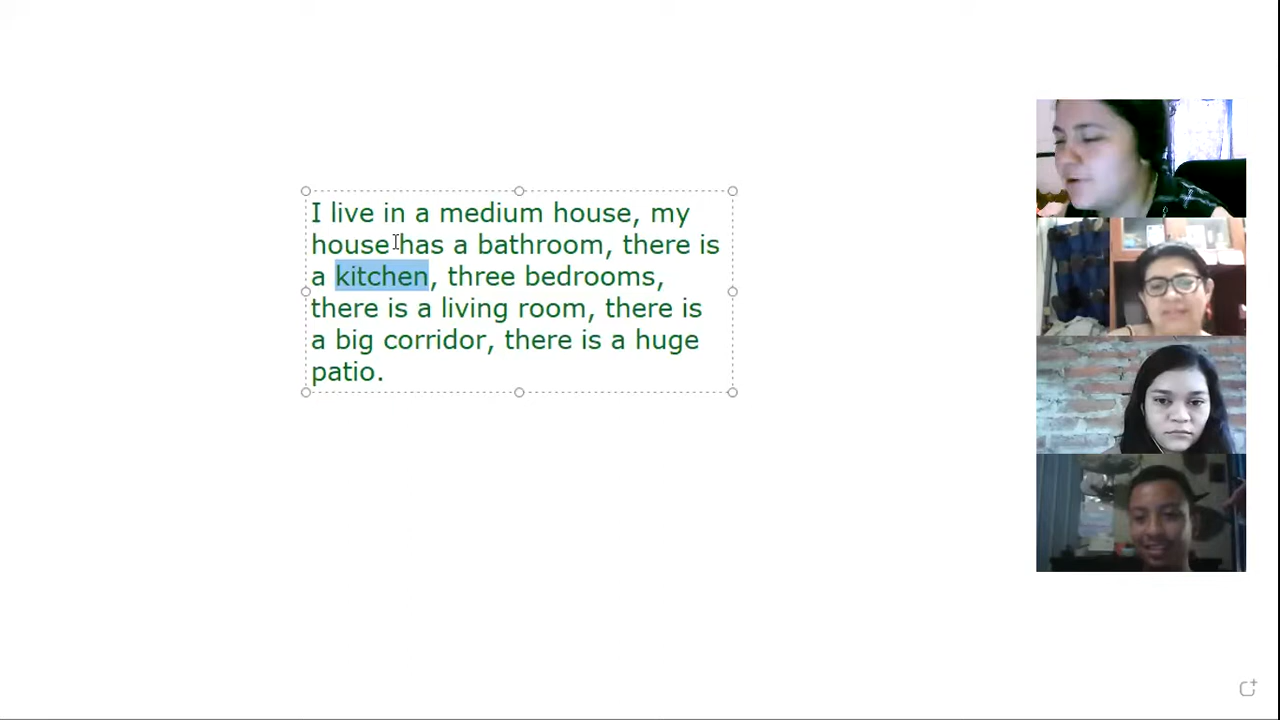 I live in a medium house, my
house has a bathroom, there is
a kitchen, three bedrooms,
there is a living room, there is
a big corridor, there is a huge
patio.